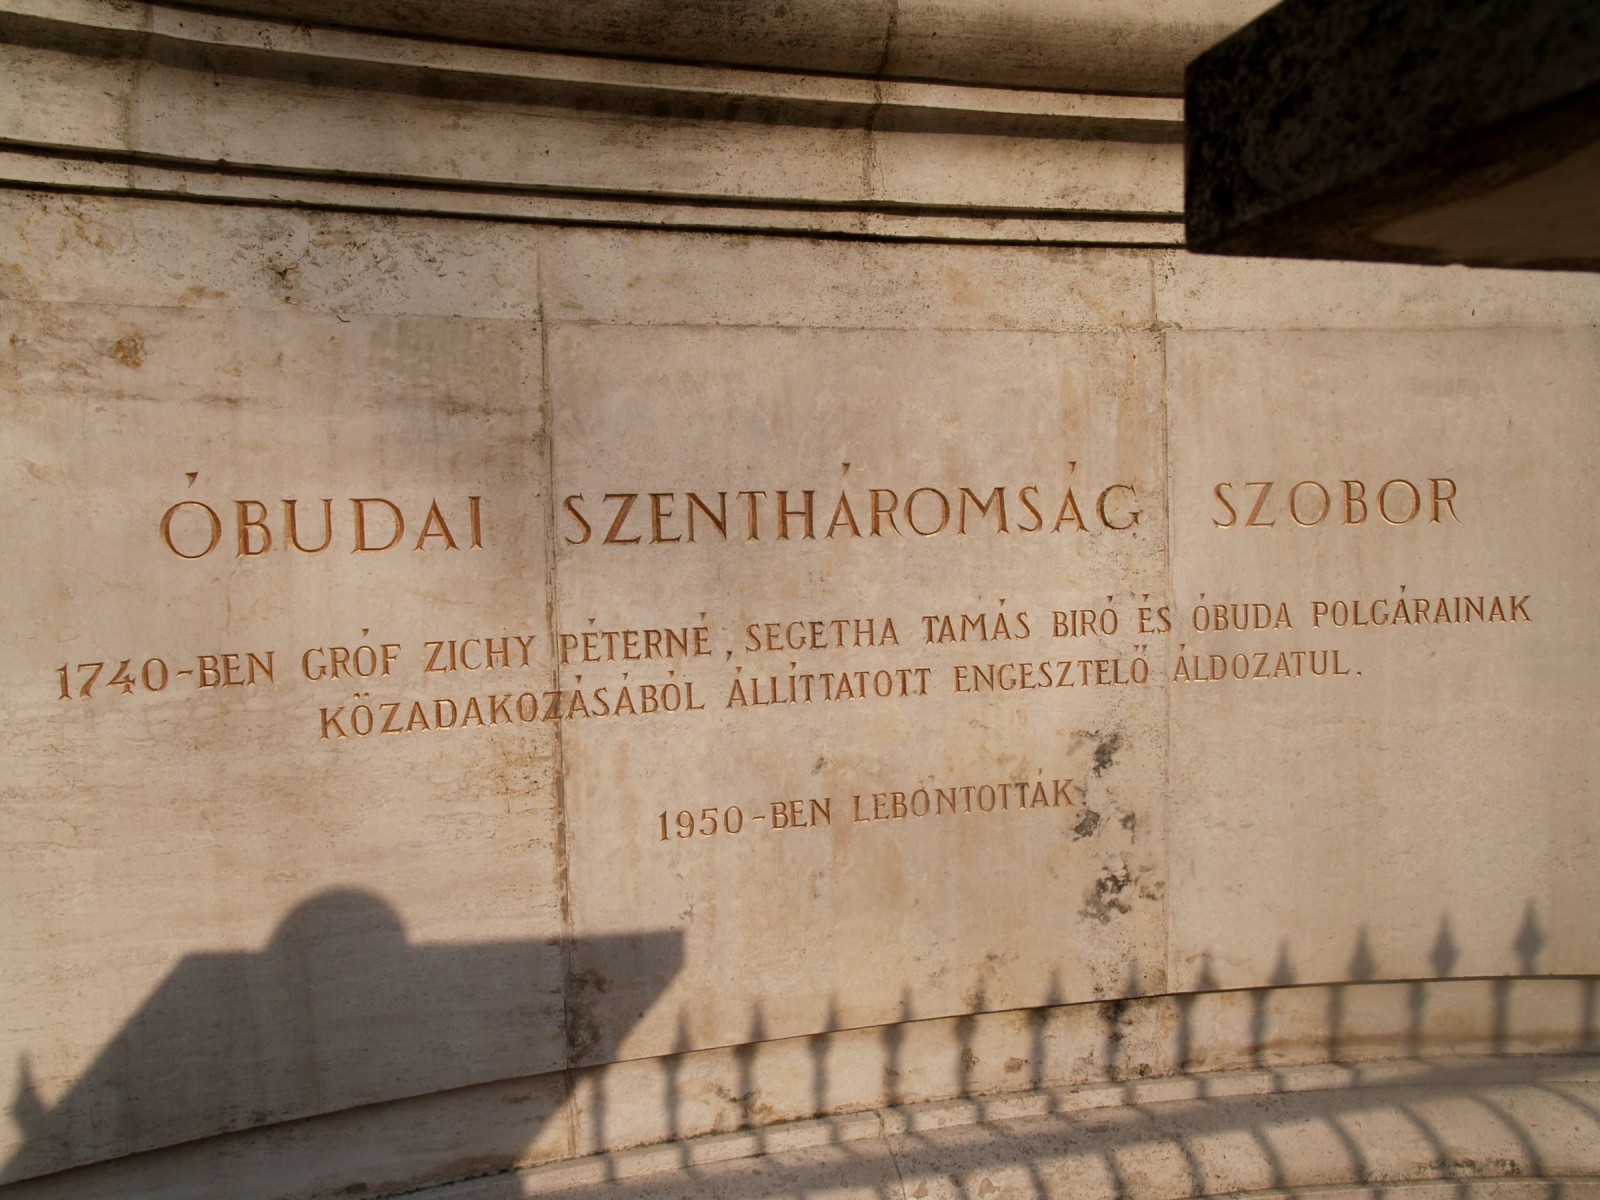 ÓBUDAI SZENTHÁROMSÁG SZOBOR
1740-BEN GRÓF ZICHY PÉTERNÉ, SEGETHA TAMÁS BIRÓ ÉS ÓBUDA POLGÁRAINAK
KÖZADAKOZÁSÁBÓL ÁLLÍTTATOTT ENGESZTELŐ ÁLDOZATUL.
1950-BEN LEBONTOTTÁK.